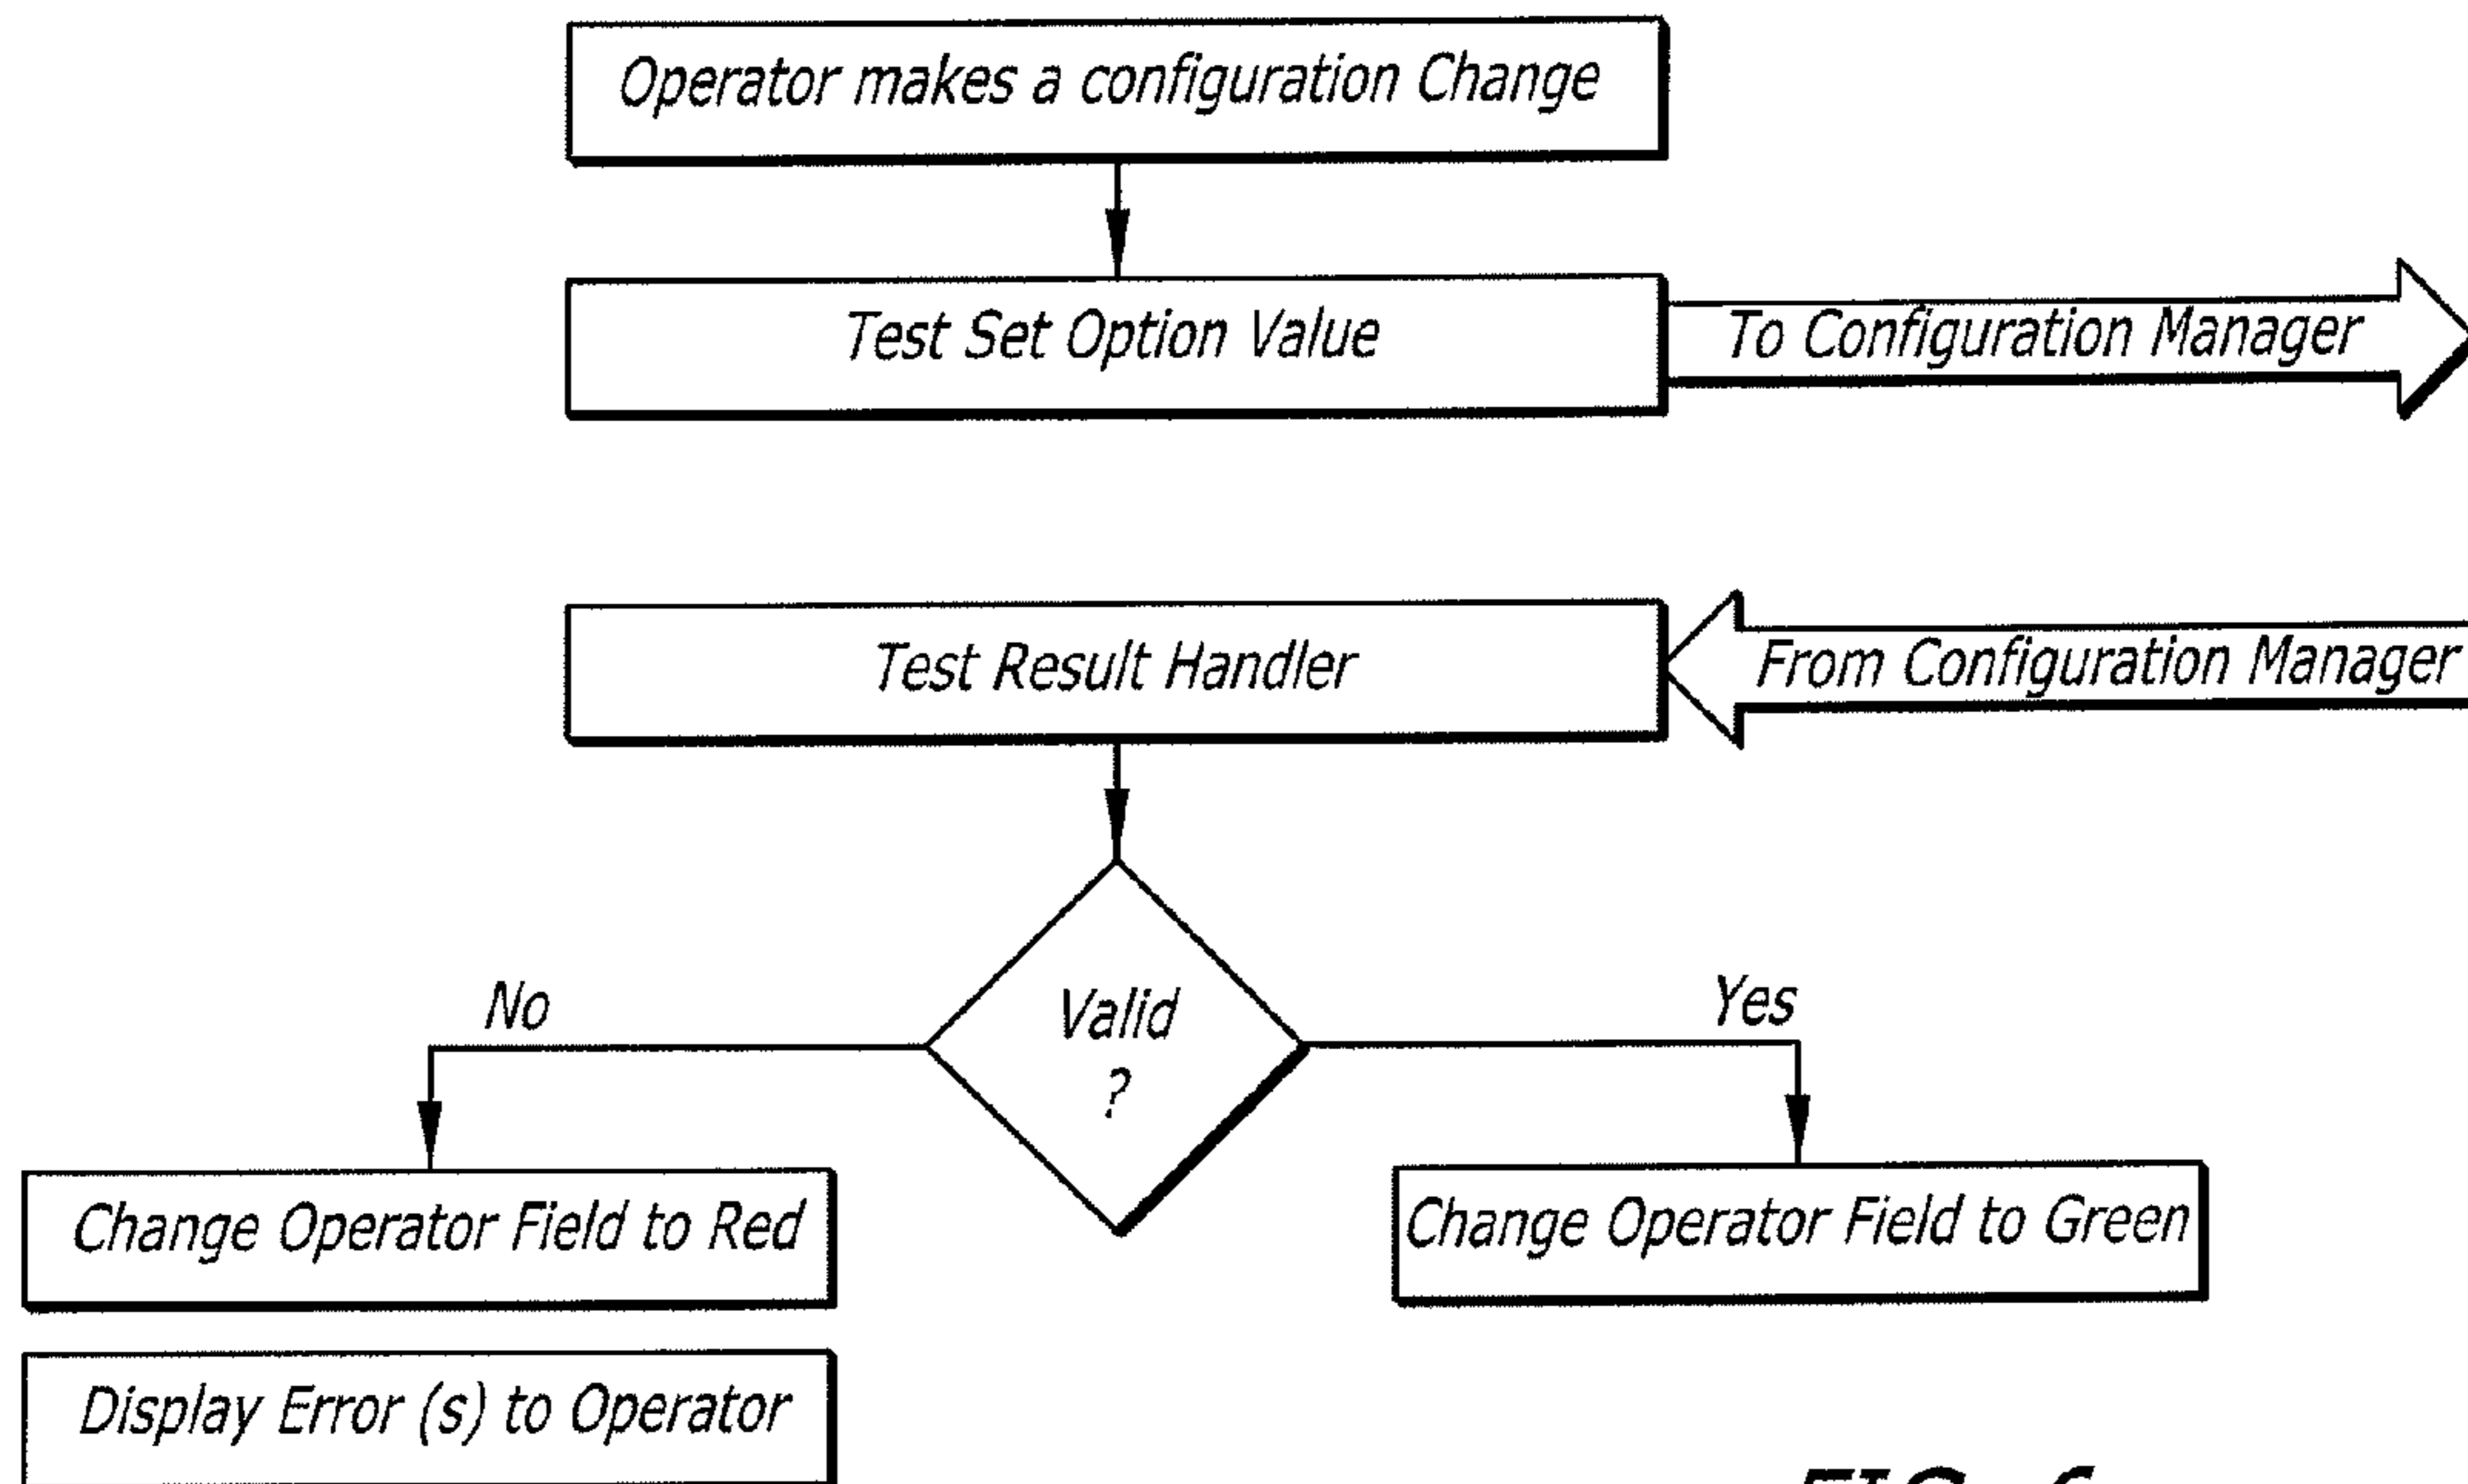 Operator makes a configuration Change
Test Set Option Value
To Configuration Manager
Test Result Handler
From Configuration Manager
Valid
?
No
Yes
Change Operator Field to Red
Change Operator Field to Green
Display Error (s) to Operator